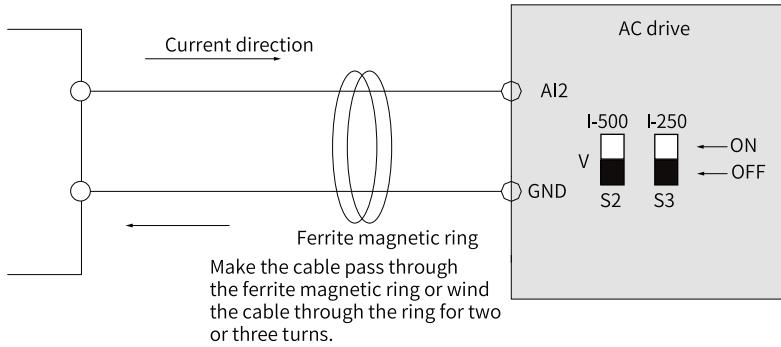 AC drive
Current direction
AI2
I-500 I-250
ON
V
OFF
GND
S2 S3
Ferrite magnetic ring
Make the cable pass through
the ferrite magnetic ring or wind
the cable through the ring for two
or three turns.